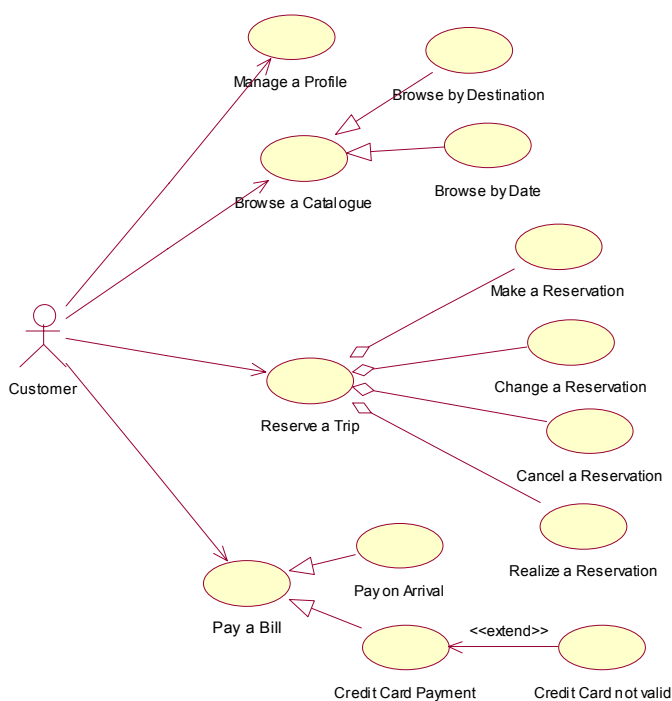 Manage a Profile
Browse by Destination
Browse a Catalogue
Browse by Date
Make a Reservation
Customer
Reserve a Trip
Change a Reservation
Cancel a Reservation
Realize a Reservation
Pay on Arrival
Pay a Bill
<<extend>>
Credit Card Payment
Credit Card not valid